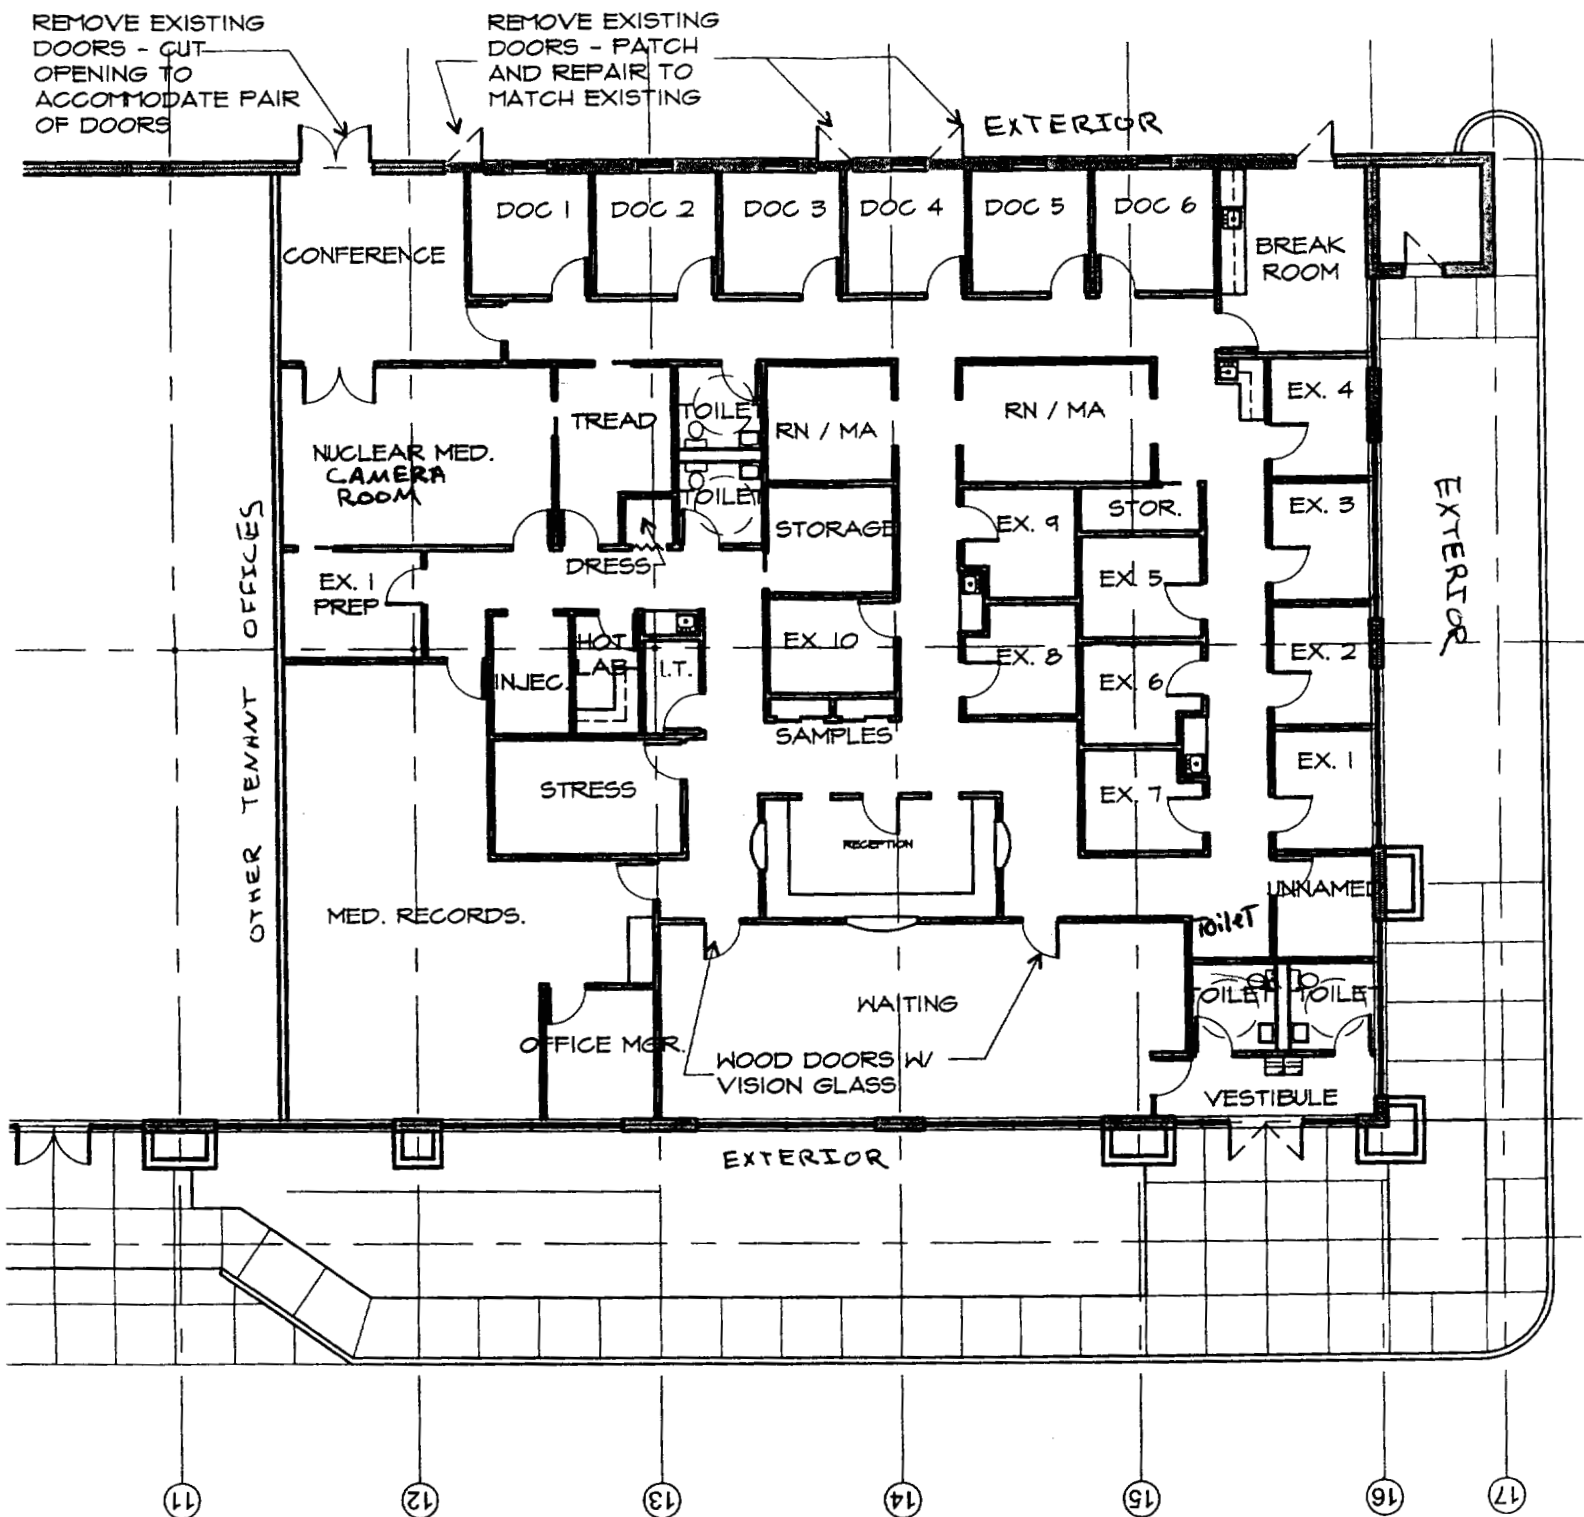 REMOVE EXISTING
DOORS - CUT
OPENING TO
ACCOMMODATE PAIR
OF DOORS
REMOVE EXISTING
DOORS - PATCH
AND REPAIR TO
MATCH EXISTING
EXTERIOR
DOC 1
DOC 2
DOC 3
DOC 4
DOC 5
DOC 6
CONFERENCE
BREAK
ROOM
NUCLEAR MED.
CAMERA
ROOM
TREAD
TOILET
TOILET
RN / MA
RN / MA
EX. 4
EX. 3
STORAGE
EX. 9
STOR.
EXTERIOR
OTHER TENANT OFFICES
EX. 1
PREP
DRESS
EX. 5
HOT
LAB
INJEC.
I.T.
EX. 10
EX. 8
EX. 6
EX. 2
SAMPLES
STRESS
EX. 7
EX. 1
RECEPTION
MED. RECORDS.
UNNAMED
ToileT
WAITING
TOILET
TOILET
OFFICE MGR.
WOOD DOORS W/
VISION GLASS
VESTIBULE
EXTERIOR
11
12
13
14
15
16
17